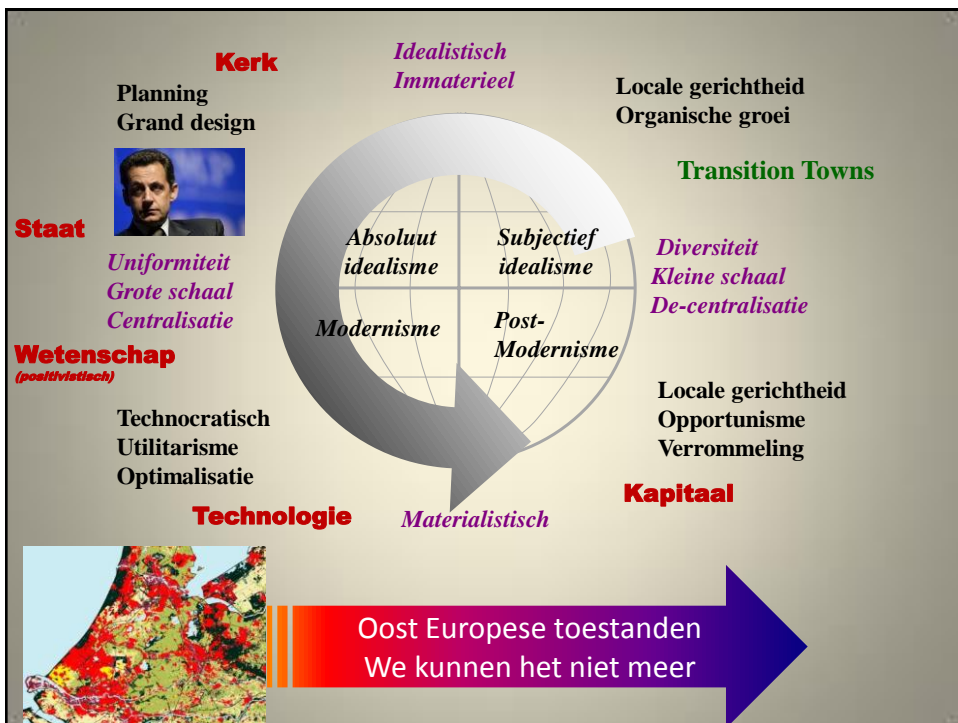 Kerk
Planning
Grand design
Idealistisch
Immaterieel
Locale gerichtheid
Organische groei
Transition Towns
MP
Staat
Uniformiteit
Grote schaal
Centralisatie
Absoluut
idealisme
Subjectief
idealisme
Diversiteit
Kleine schaal
De-centralisatie
Modernisme
Post-
Modernisme
Wetenschap
(positivistisch)
Technocratisch
Utilitarisme
Optimalisatie
Locale gerichtheid
Opportunisme
Verrommeling
Technologie
Materialistisch
Kapitaal
Oost Europese toestanden
We kunnen het niet meer